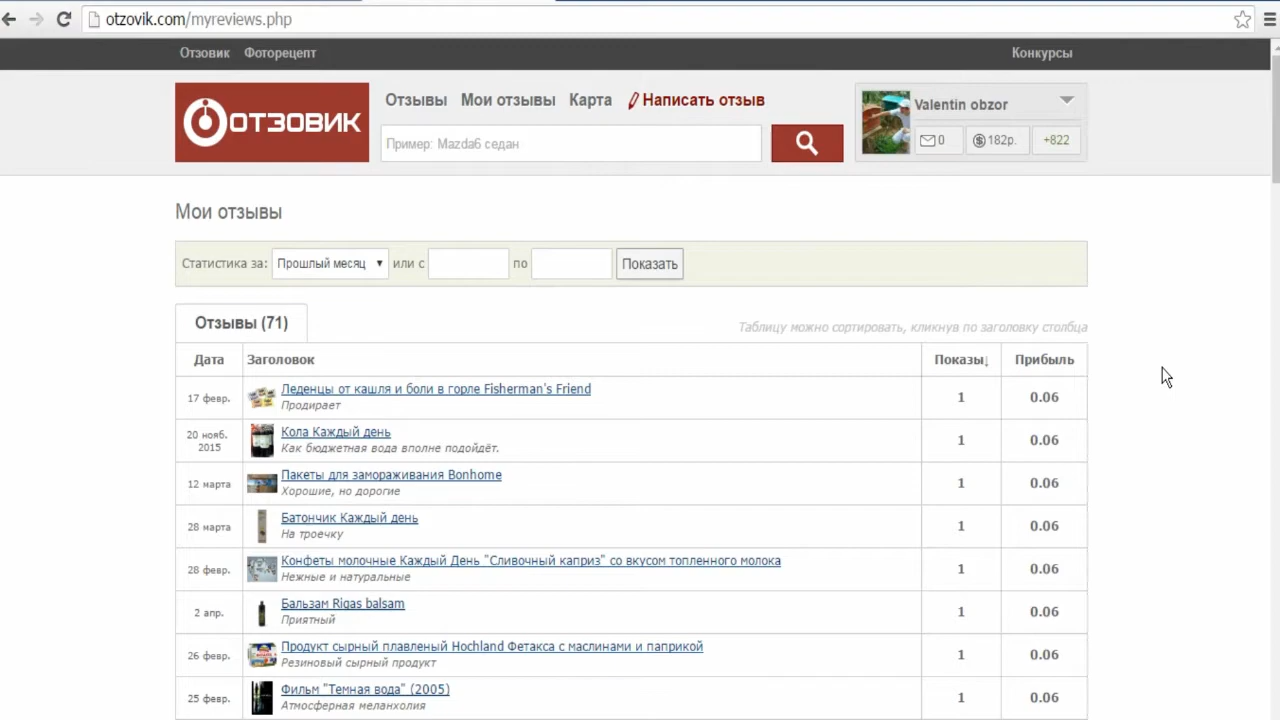 otzovik.com/myreviews.php
Отзовик Фоторецепт Конкурсы
ОТЗОВИК
Отзывы Мои отзывы Карта Написать отзыв
Пример: Mazda6 седан
Valentin obzor
0 182р. +822
Мои отзывы
Статистика за: Прошлый месяц или с по Показать
Отзывы (71)
Таблицу можно сортировать, кликнув по заголовку столбца
Дата Заголовок Показы↓ Прибыль
17 февр. Леденцы от кашля и боли в горле Fisherman's Friend 1 0.06
Продирает
20 нояб. 2015 Кола Каждый день 1 0.06
Как бюджетная вода вполне подойдёт.
12 марта Пакеты для замораживания Bonhome 1 0.06
Хорошие, но дорогие
28 марта Батончик Каждый день 1 0.06
На троечку
28 февр. Конфеты молочные Каждый День "Сливочный каприз" со вкусом топленного молока 1 0.06
Нежные и натуральные
2 апр. Бальзам Rigas balsam 1 0.06
Приятный
26 февр. Продукт сырный плавленый Hochland Фетакса с маслинами и паприкой 1 0.06
Резиновый сырный продукт
25 февр. Фильм "Темная вода" (2005) 1 0.06
Атмосферная меланхолия